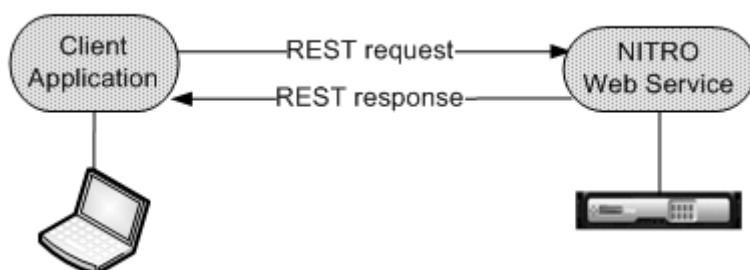 Client
Application
REST request
REST response
NITRO
Web Service